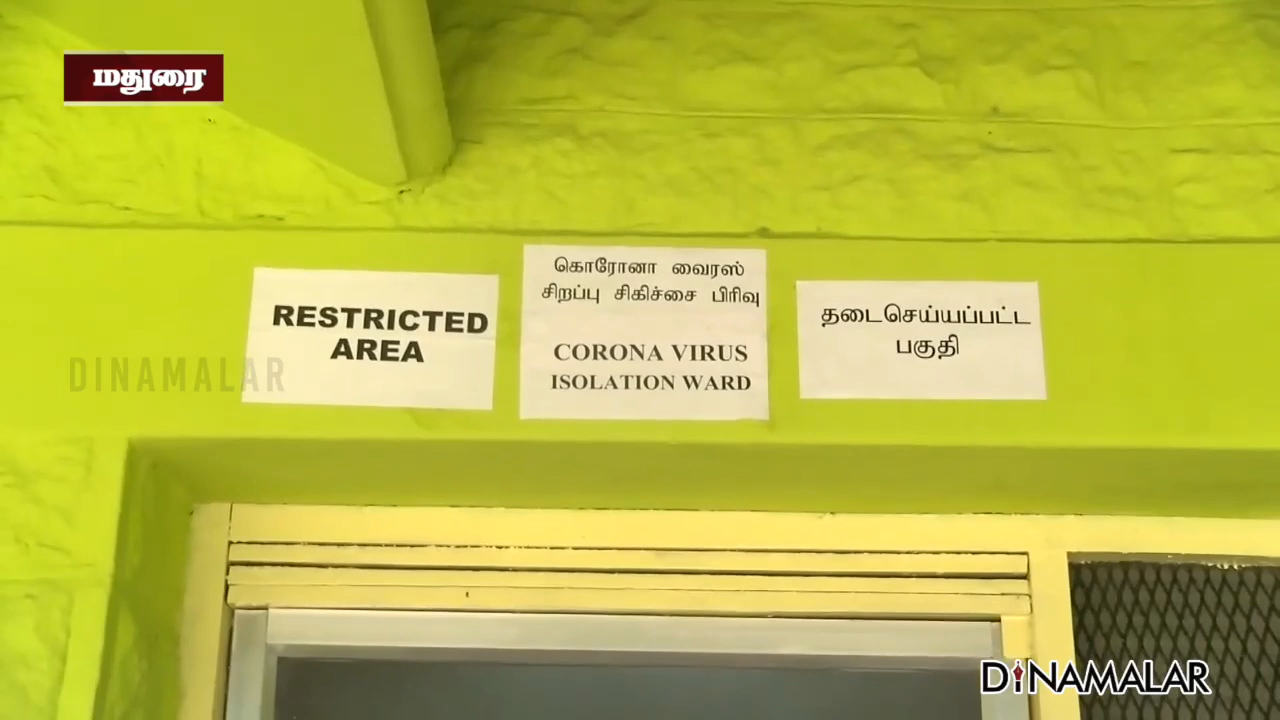 மதுரை
RESTRICTED
AREA
கொரோனா வைரஸ்
சிறப்பு சிகிச்சை பிரிவு
CORONA VIRUS
ISOLATION WARD
தடைசெய்யப்பட்ட
பகுதி
DINAMALAR
DINAMALAR